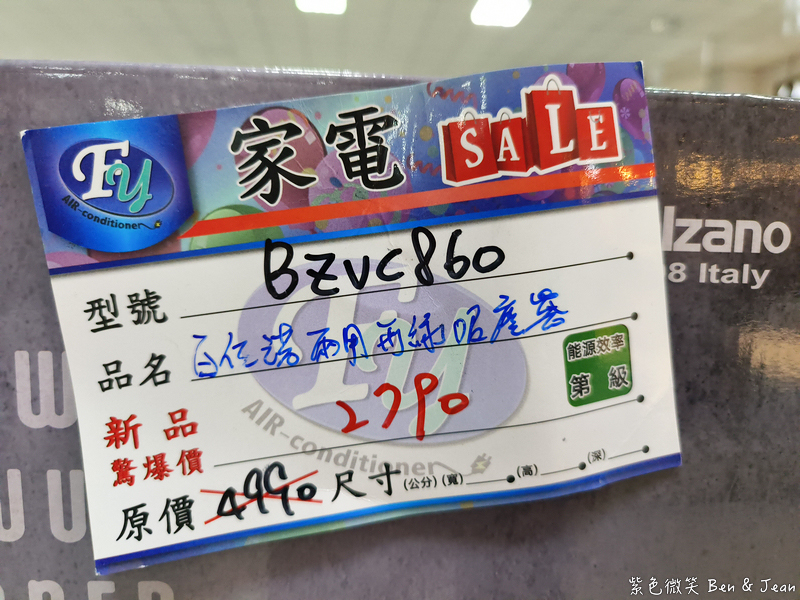 FY
AIR-conditioner
家電 SALE
lzano
8 Italy
型號 BZVC860
品名 百任諾兩用無線吸塵器
能源效率
第 級
新品
驚爆價 2790
FY
AIR-conditioner
原價 4990 尺寸(公分)(寬) (高) (深)
W
紫色微笑 Ben & Jean